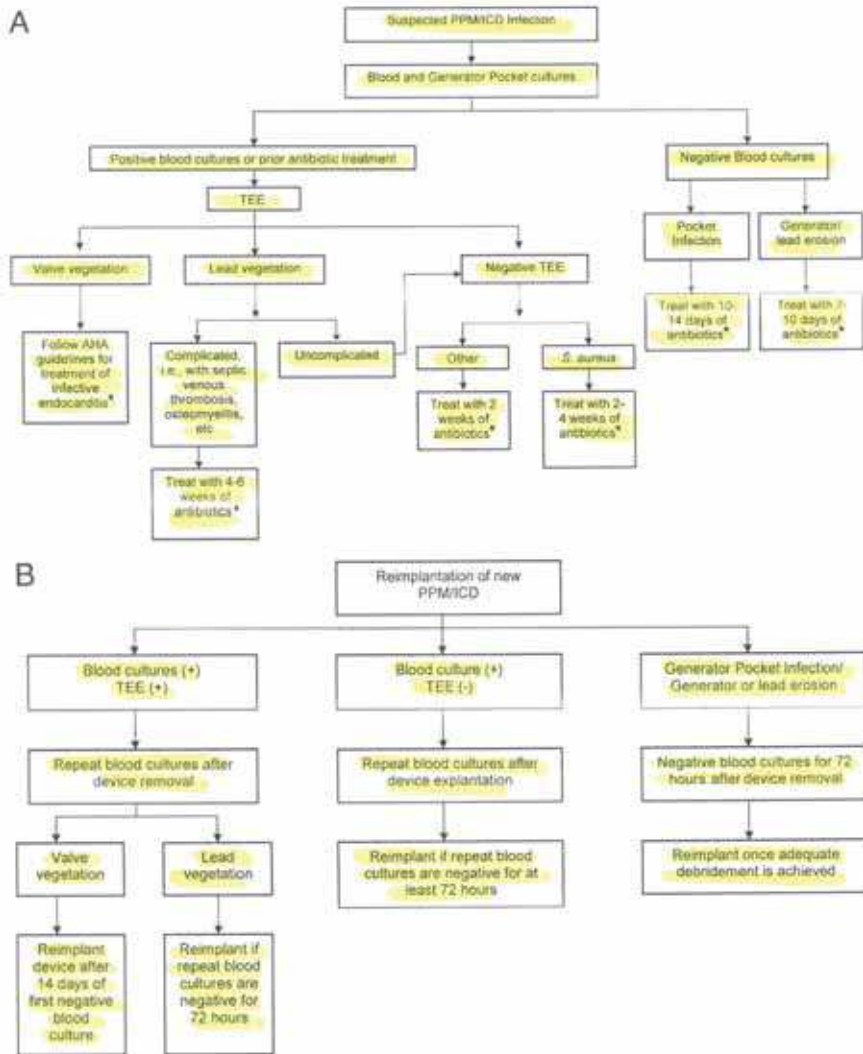 A
Suspected PPM/ICD Infection
Blood and Generator Pocket cultures
Positive blood cultures or prior antibiotic treatment
Negative Blood cultures
TEE
Pocket
Infection
Generator/
lead erosion
Valve vegetation
Lead vegetation
Negative TEE
Treat with 10-
14 days of
antibiotics*
Treat with 7-
10 days of
antibiotics*
Follow AHA
guidelines for
treatment of
infective
endocarditis*
Complicated,
i.e., with septic
venous
thrombosis,
osteomyelitis,
etc
Uncomplicated
Other
S. aureus
Treat with 2
weeks of
antibiotics*
Treat with 2-
4 weeks of
antibiotics*
Treat with 4-6
weeks of
antibiotics*
B
Reimplantation of new
PPM/ICD
Blood cultures (+)
TEE (+)
Blood culture (+)
TEE (-)
Generator Pocket Infection/
Generator or lead erosion
Repeat blood cultures after
device removal
Repeat blood cultures after
device explantation
Negative blood cultures for 72
hours after device removal
Valve
vegetation
Lead
vegetation
Reimplant if repeat blood
cultures are negative for at
least 72 hours
Reimplant once adequate
debridement is achieved
Reimplant
device after
14 days of
first negative
blood
culture
Reimplant if
repeat blood
cultures are
negative for
72 hours